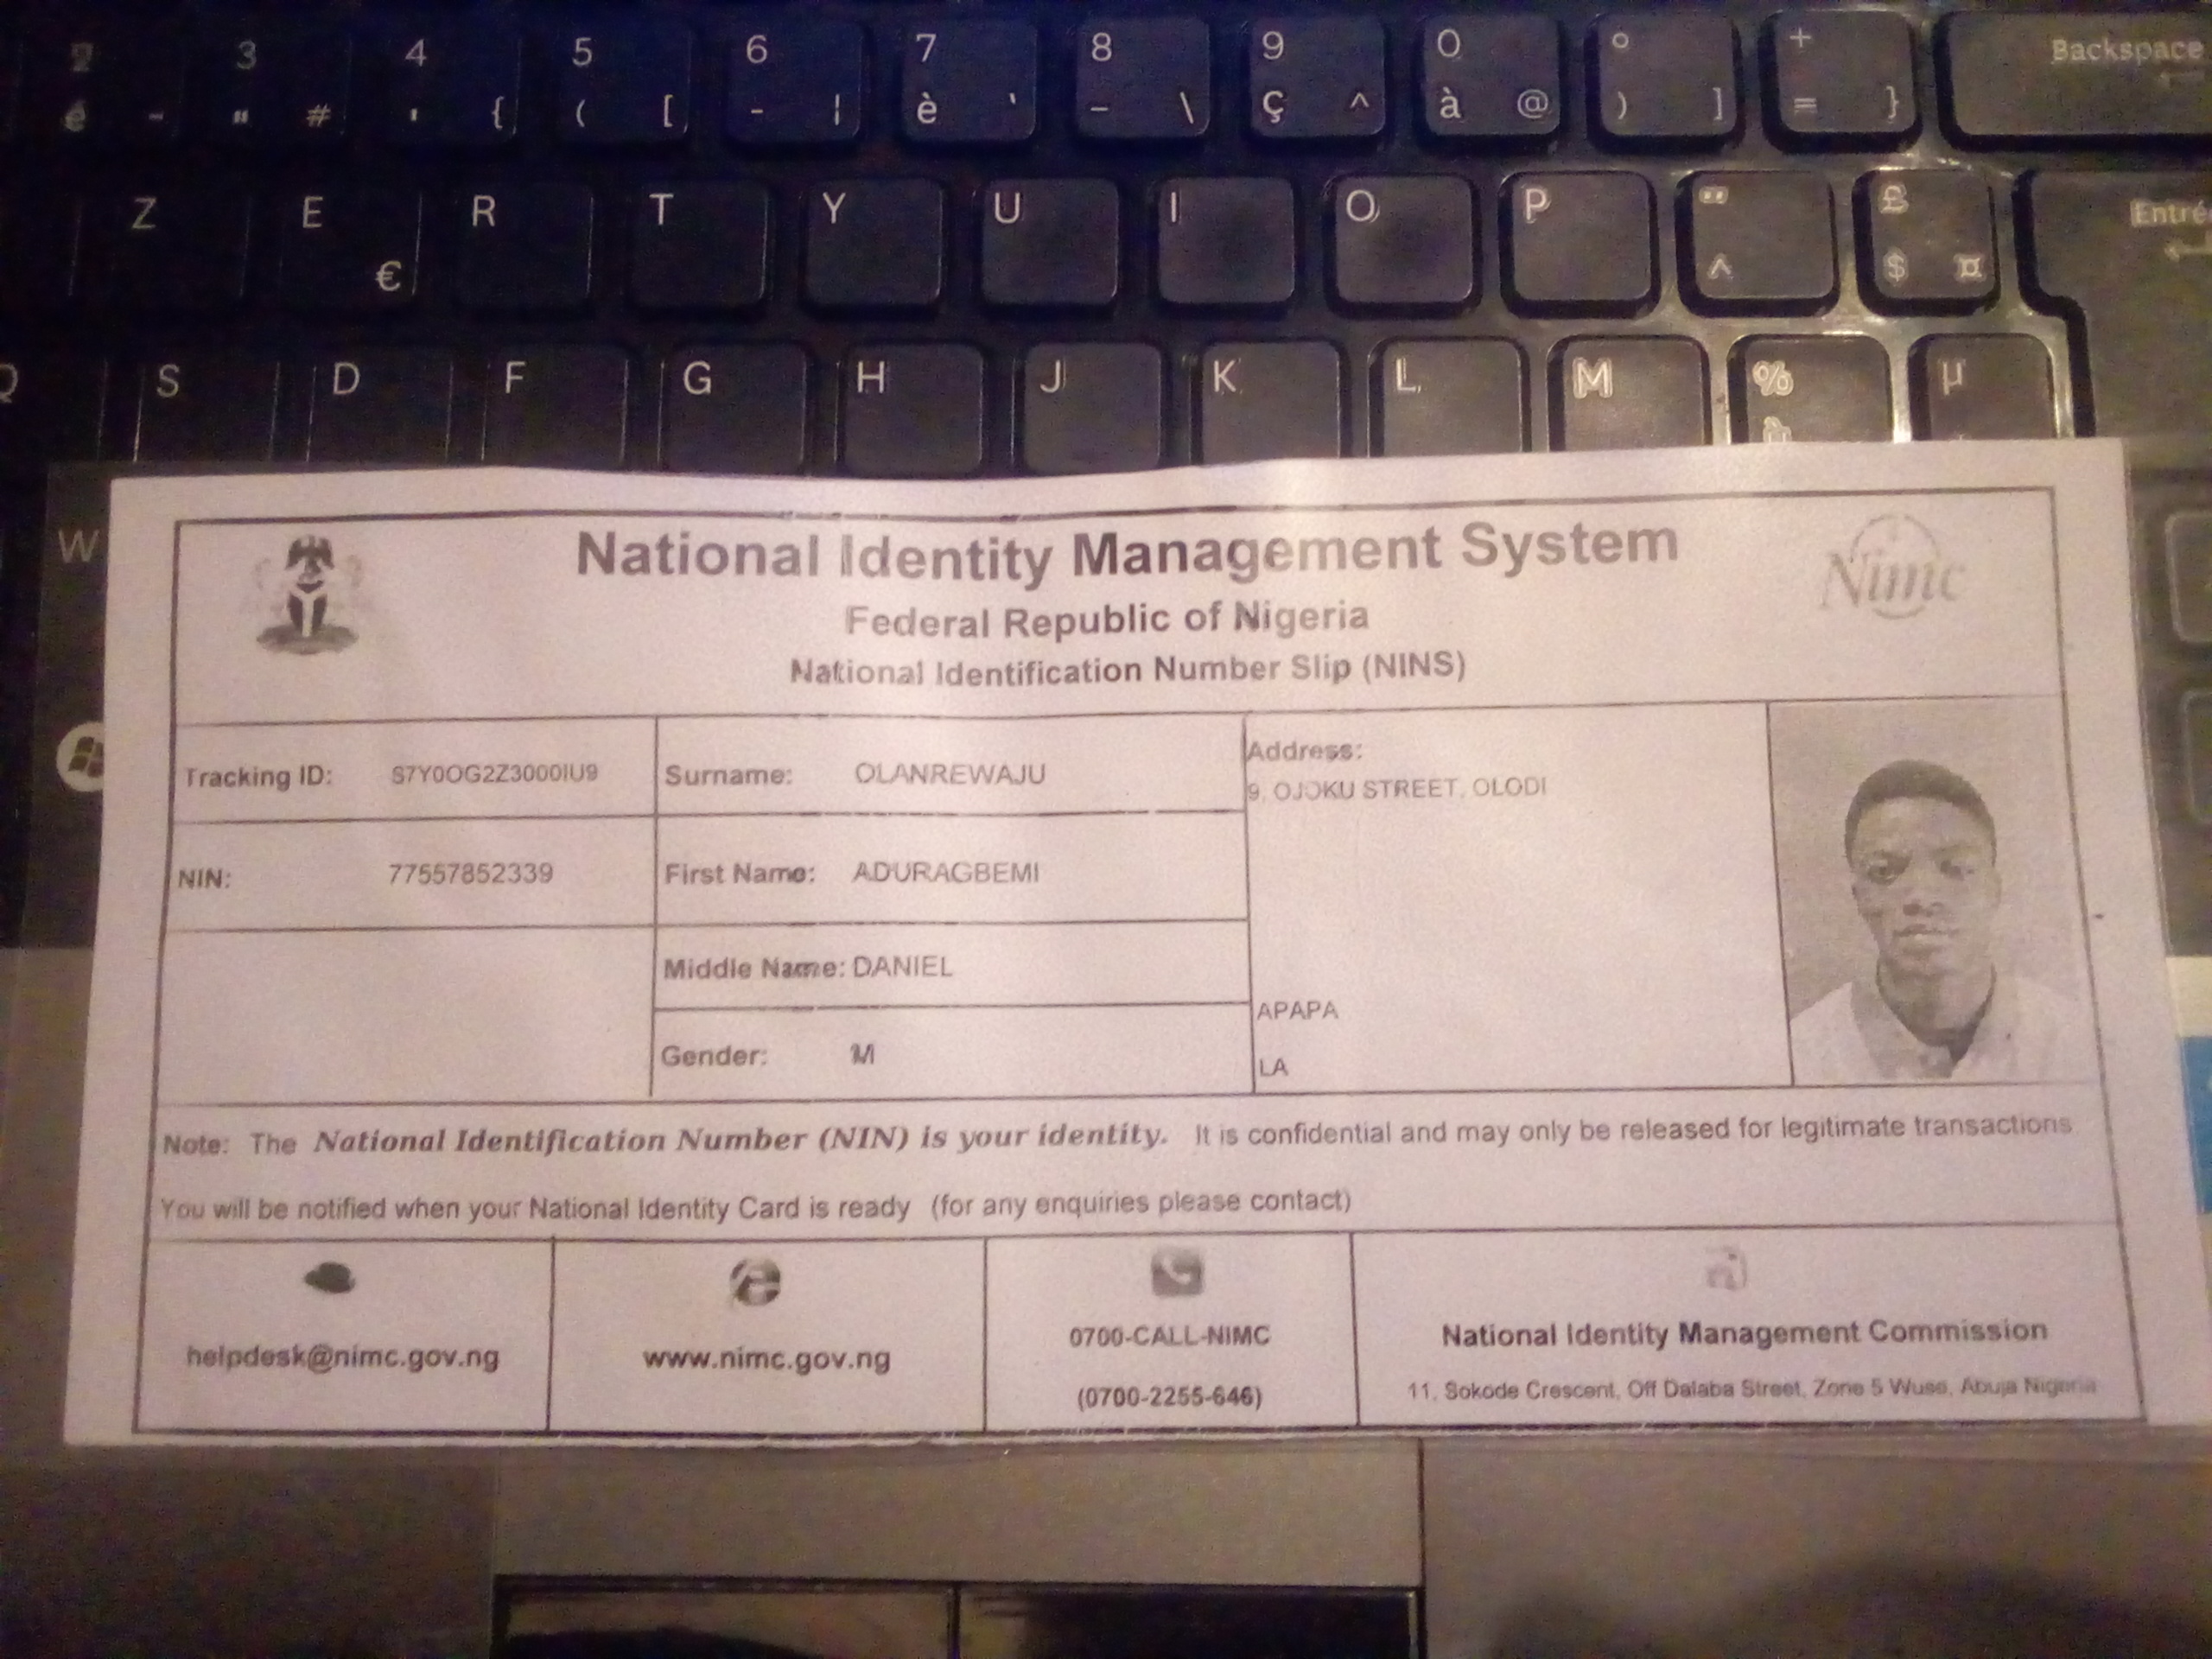 3 4 5 6 7 8 9 0 ° + Backspace
é " # ' { ( [ - | è ` _ \ ç ^ à @ ) ] = }
Z E R T Y U I O P ¨ £
€ ^ $ ¤
Entré
Q S D F G H J K L M % µ
W
National Identity Management System
Nimc
Federal Republic of Nigeria
National Identification Number Slip (NINS)
Tracking ID: S7Y0OG2Z3000IU9
Surname: OLANREWAJU
Address:
9, OJOKU STREET, OLODI
NIN: 77557852339
First Name: ADURAGBEMI
Middle Name: DANIEL
APAPA
Gender: M
LA
Note: The National Identification Number (NIN) is your identity. It is confidential and may only be released for legitimate transactions
You will be notified when your National Identity Card is ready (for any enquiries please contact)
helpdesk@nimc.gov.ng
www.nimc.gov.ng
0700-CALL-NIMC
(0700-2255-646)
National Identity Management Commission
11, Sokode Crescent, Off Dalaba Street, Zone 5 Wuse, Abuja Nigeria